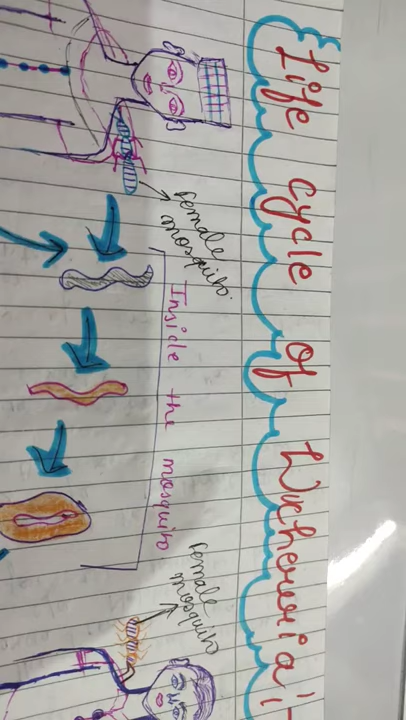 Life cycle of Wuchereria'-
Female
mosquito
Inside the mosquito
Female
mosquito